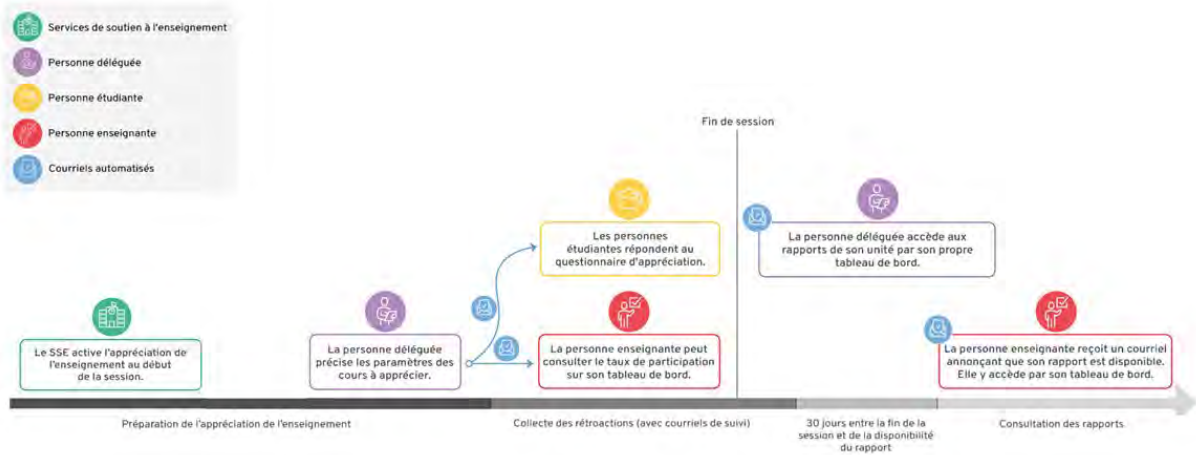 Services de soutien à l'enseignement
Personne déléguée
Personne étudiante
Personne enseignante
Courriels automatisés
Fin de session
Les personnes
étudiantes répondent au
questionnaire d'appréciation.
La personne déléguée accède aux
rapports de son unité par son propre
tableau de bord.
Le SSE active l'appréciation de
l'enseignement au début
de la session.
La personne déléguée
précise les paramètres des
cours à apprécier.
La personne enseignante peut
consulter le taux de participation
sur son tableau de bord.
La personne enseignante reçoit un courriel
annonçant que son rapport est disponible.
Elle y accède par son tableau de bord.
Préparation de l'appréciation de l'enseignement
Collecte des rétroactions (avec courriels de suivi)
30 jours entre la fin de la
session et de la disponibilité
du rapport
Consultation des rapports